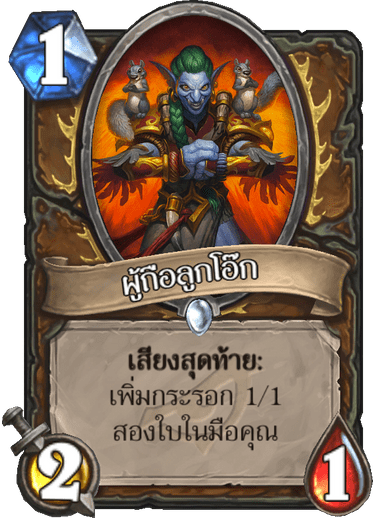 1
ผู้ถือลูกโอ๊ก
เสียงสุดท้าย:
เพิ่มกระรอก 1/1
สองใบในมือคุณ
2
1